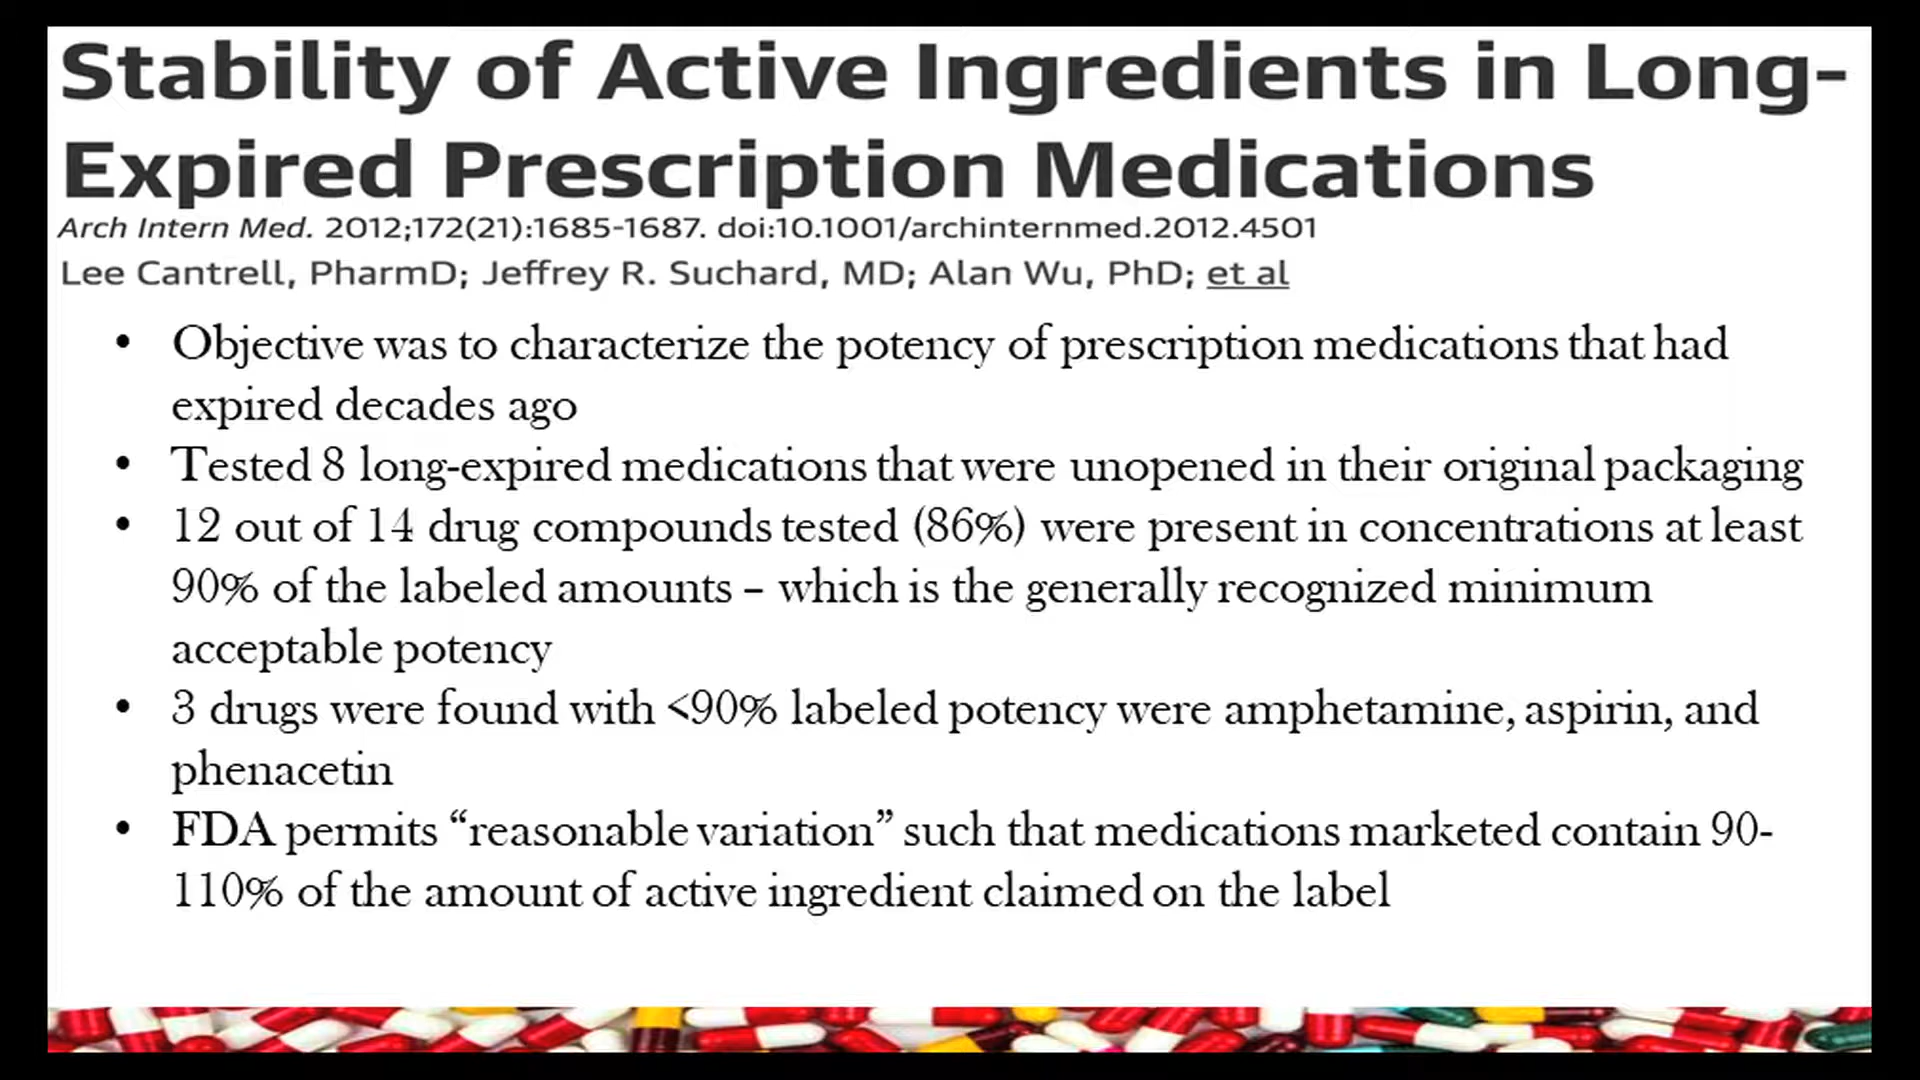 Stability of Active Ingredients in Long-
Expired Prescription Medications
Arch Intern Med. 2012;172(21):1685-1687. doi:10.1001/archinternmed.2012.4501
Lee Cantrell, PharmD; Jeffrey R. Suchard, MD; Alan Wu, PhD; et al
• Objective was to characterize the potency of prescription medications that had
expired decades ago
• Tested 8 long-expired medications that were unopened in their original packaging
• 12 out of 14 drug compounds tested (86%) were present in concentrations at least
90% of the labeled amounts – which is the generally recognized minimum
acceptable potency
• 3 drugs were found with <90% labeled potency were amphetamine, aspirin, and
phenacetin
• FDA permits “reasonable variation” such that medications marketed contain 90-
110% of the amount of active ingredient claimed on the label